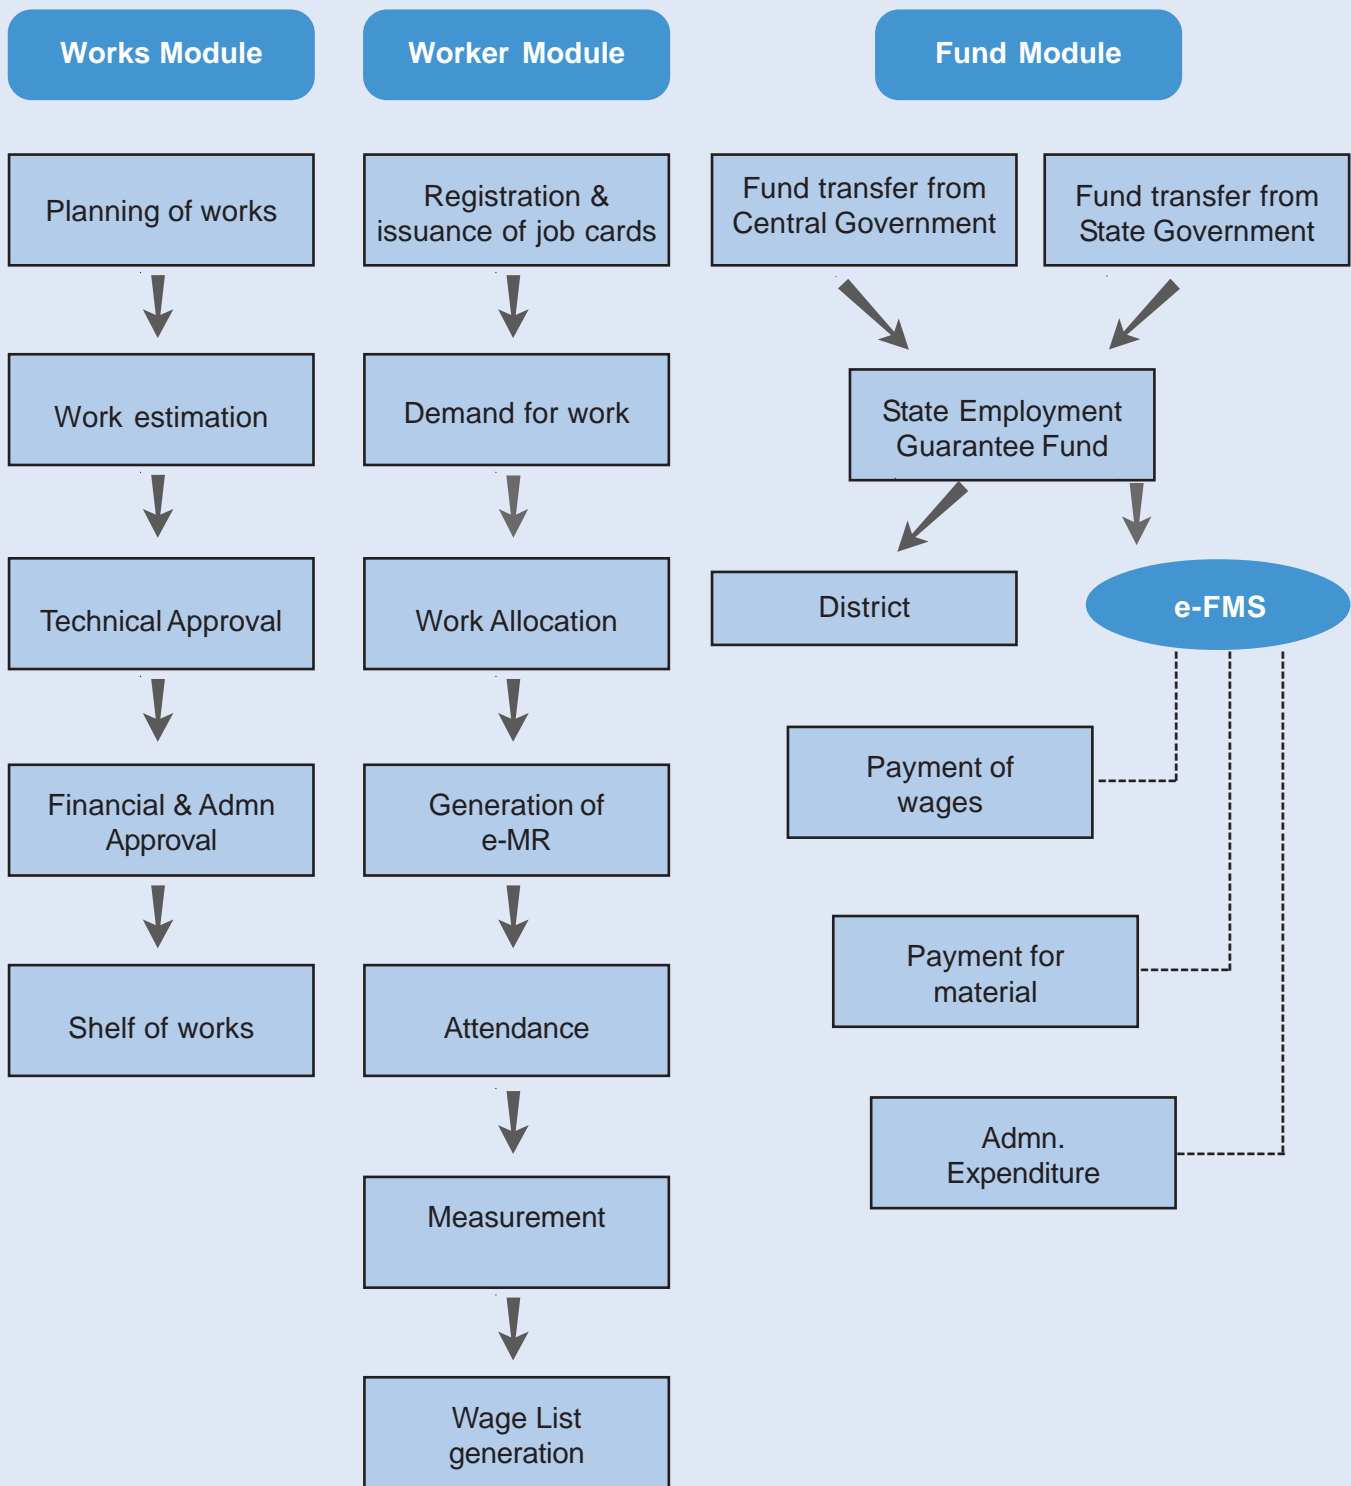 Works Module
Worker Module
Fund Module
Planning of works
Work estimation
Technical Approval
Financial & Admn
Approval
Shelf of works
Registration &
issuance of job cards
Demand for work
Work Allocation
Generation of
e-MR
Attendance
Measurement
Wage List
generation
Fund transfer from
Central Government
Fund transfer from
State Government
State Employment
Guarantee Fund
District
e-FMS
Payment of
wages
Payment for
material
Admn.
Expenditure